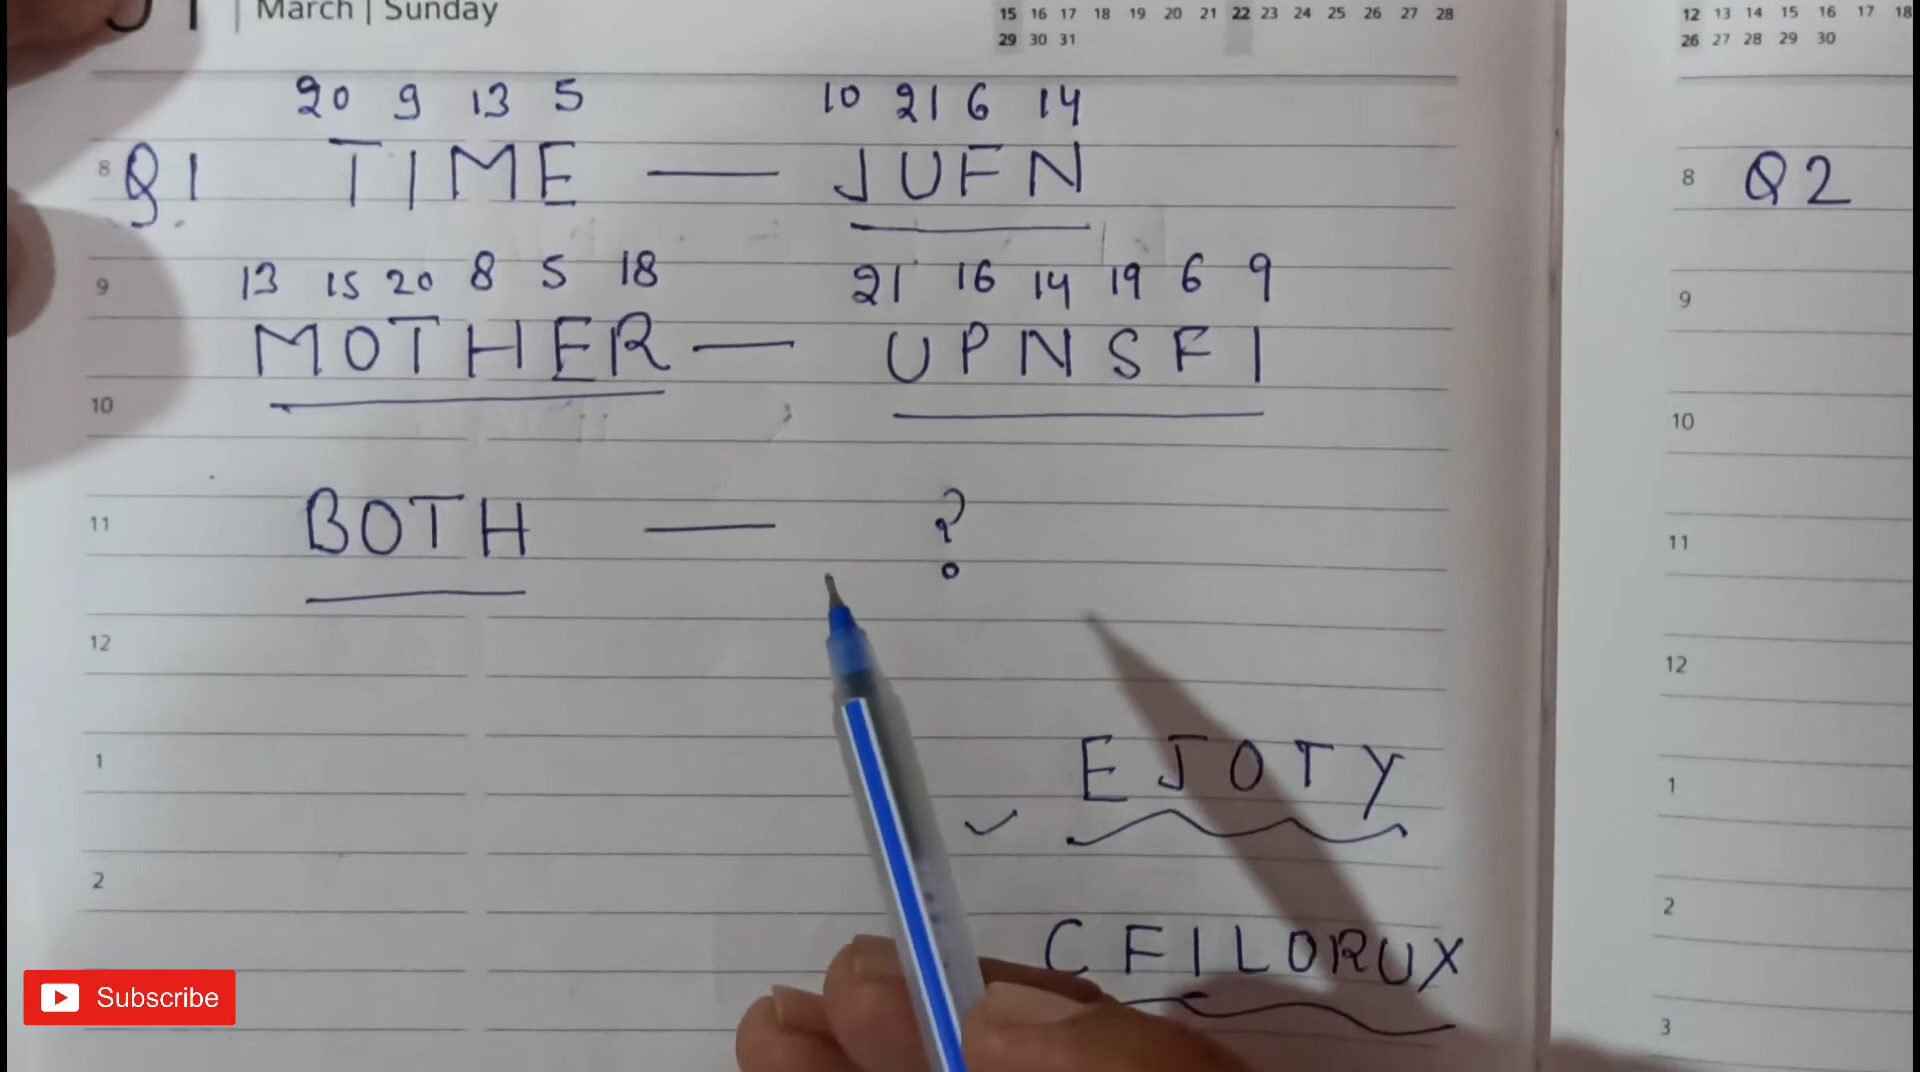 March | Sunday
15 16 17 18 19 20 21 22 23 24 25 26 27 28
29 30 31
12 13 14 15 16 17 18
26 27 28 29 30
20 9 13 5 10 21 6 14
8 Q1. TIME — JUFN
8 Q2
13 15 20 8 5 18 21 16 14 19 6 9
9
9
MOTHER — UPNSFI
10
10
11 BOTH — ?
11
12
12
1 EJOTY
1
2
2
CFILORUX
3
Subscribe